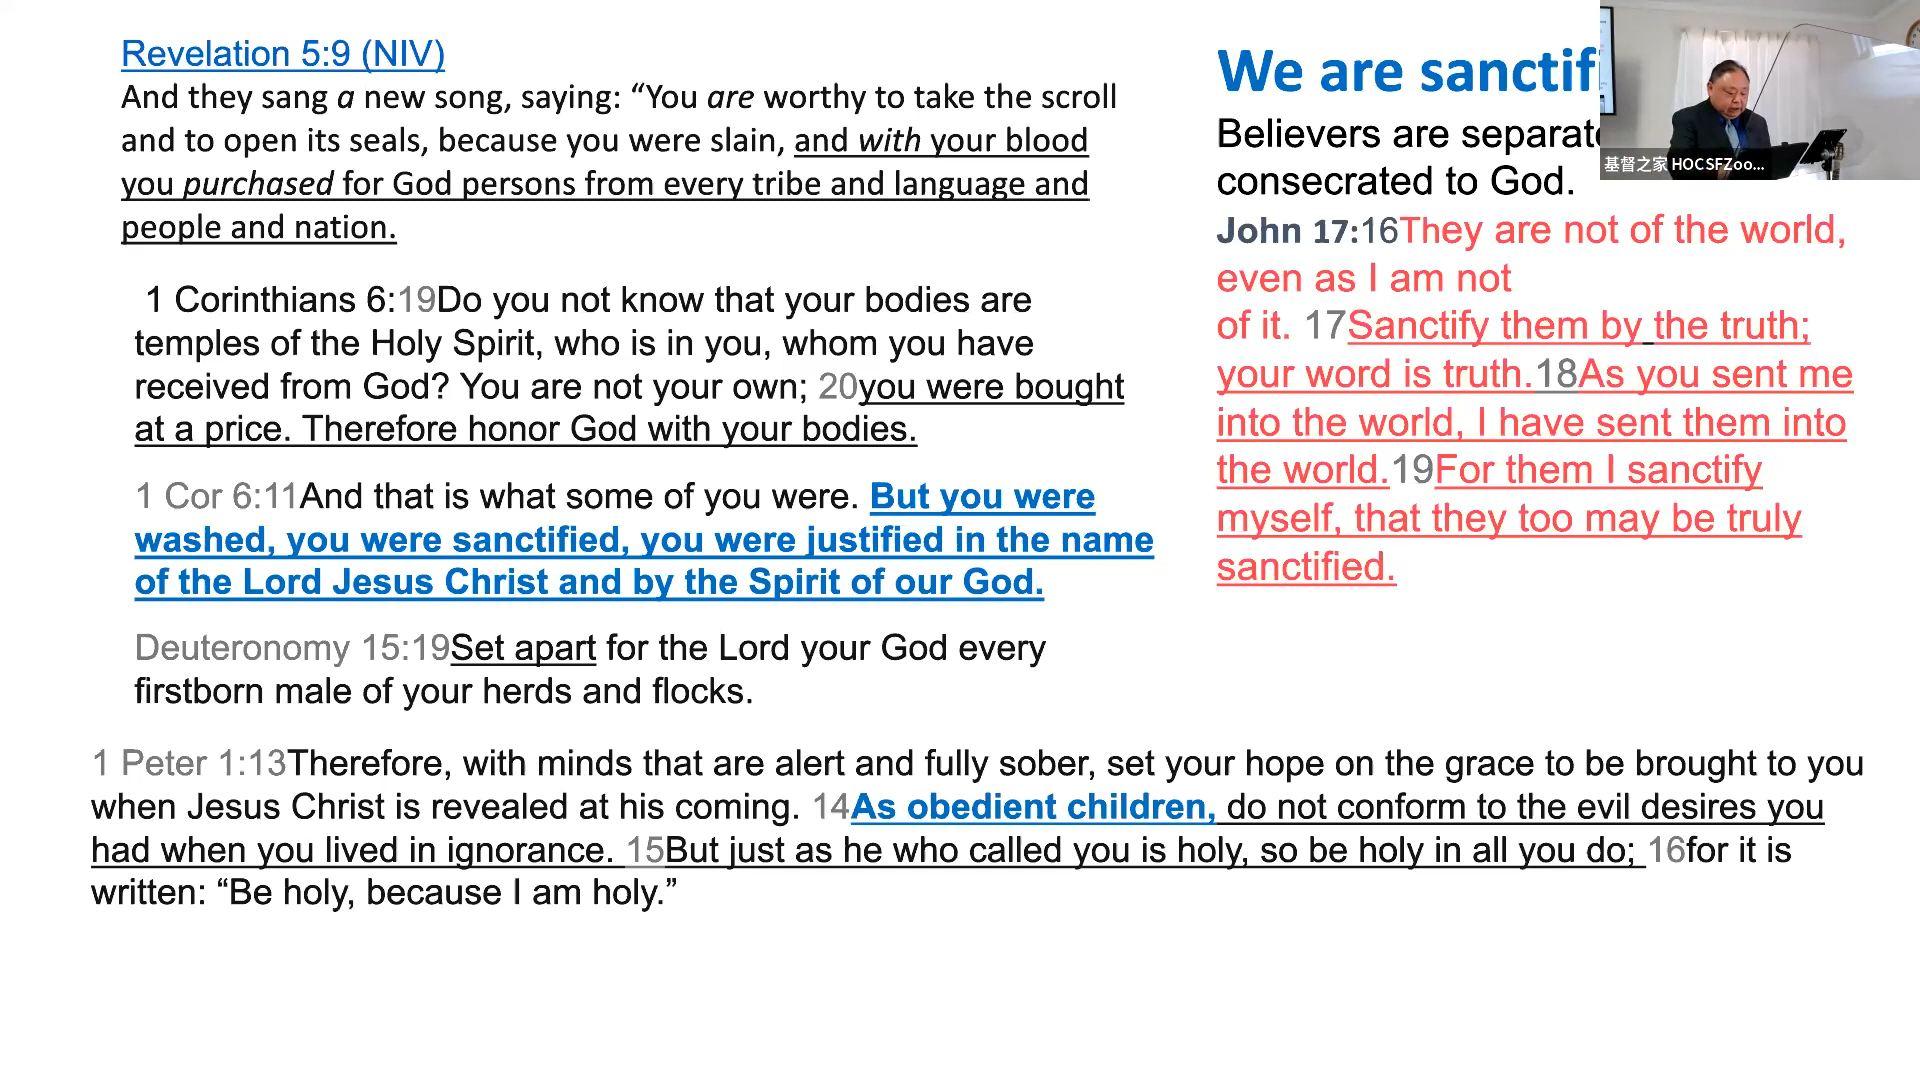 Revelation 5:9 (NIV)
And they sang a new song, saying: “You are worthy to take the scroll
and to open its seals, because you were slain, and with your blood
you purchased for God persons from every tribe and language and
people and nation.
1 Corinthians 6:19Do you not know that your bodies are
temples of the Holy Spirit, who is in you, whom you have
received from God? You are not your own; 20you were bought
at a price. Therefore honor God with your bodies.
1 Cor 6:11And that is what some of you were. But you were
washed, you were sanctified, you were justified in the name
of the Lord Jesus Christ and by the Spirit of our God.
Deuteronomy 15:19Set apart for the Lord your God every
firstborn male of your herds and flocks.
We are
Believers are
consecrated to God.
John 17:16They are not of the world,
even as I am not
of it. 17Sanctify them by the truth;
your word is truth.18As you sent me
into the world, I have sent them into
the world.19For them I sanctify
myself, that they too may be truly
sanctified.
1 Peter 1:13Therefore, with minds that are alert and fully sober, set your hope on the grace to be brought to you
when Jesus Christ is revealed at his coming. 14As obedient children, do not conform to the evil desires you
had when you lived in ignorance. 15But just as he who called you is holy, so be holy in all you do; 16for it is
written: “Be holy, because I am holy.”
基督之家 HOCSFZoo...